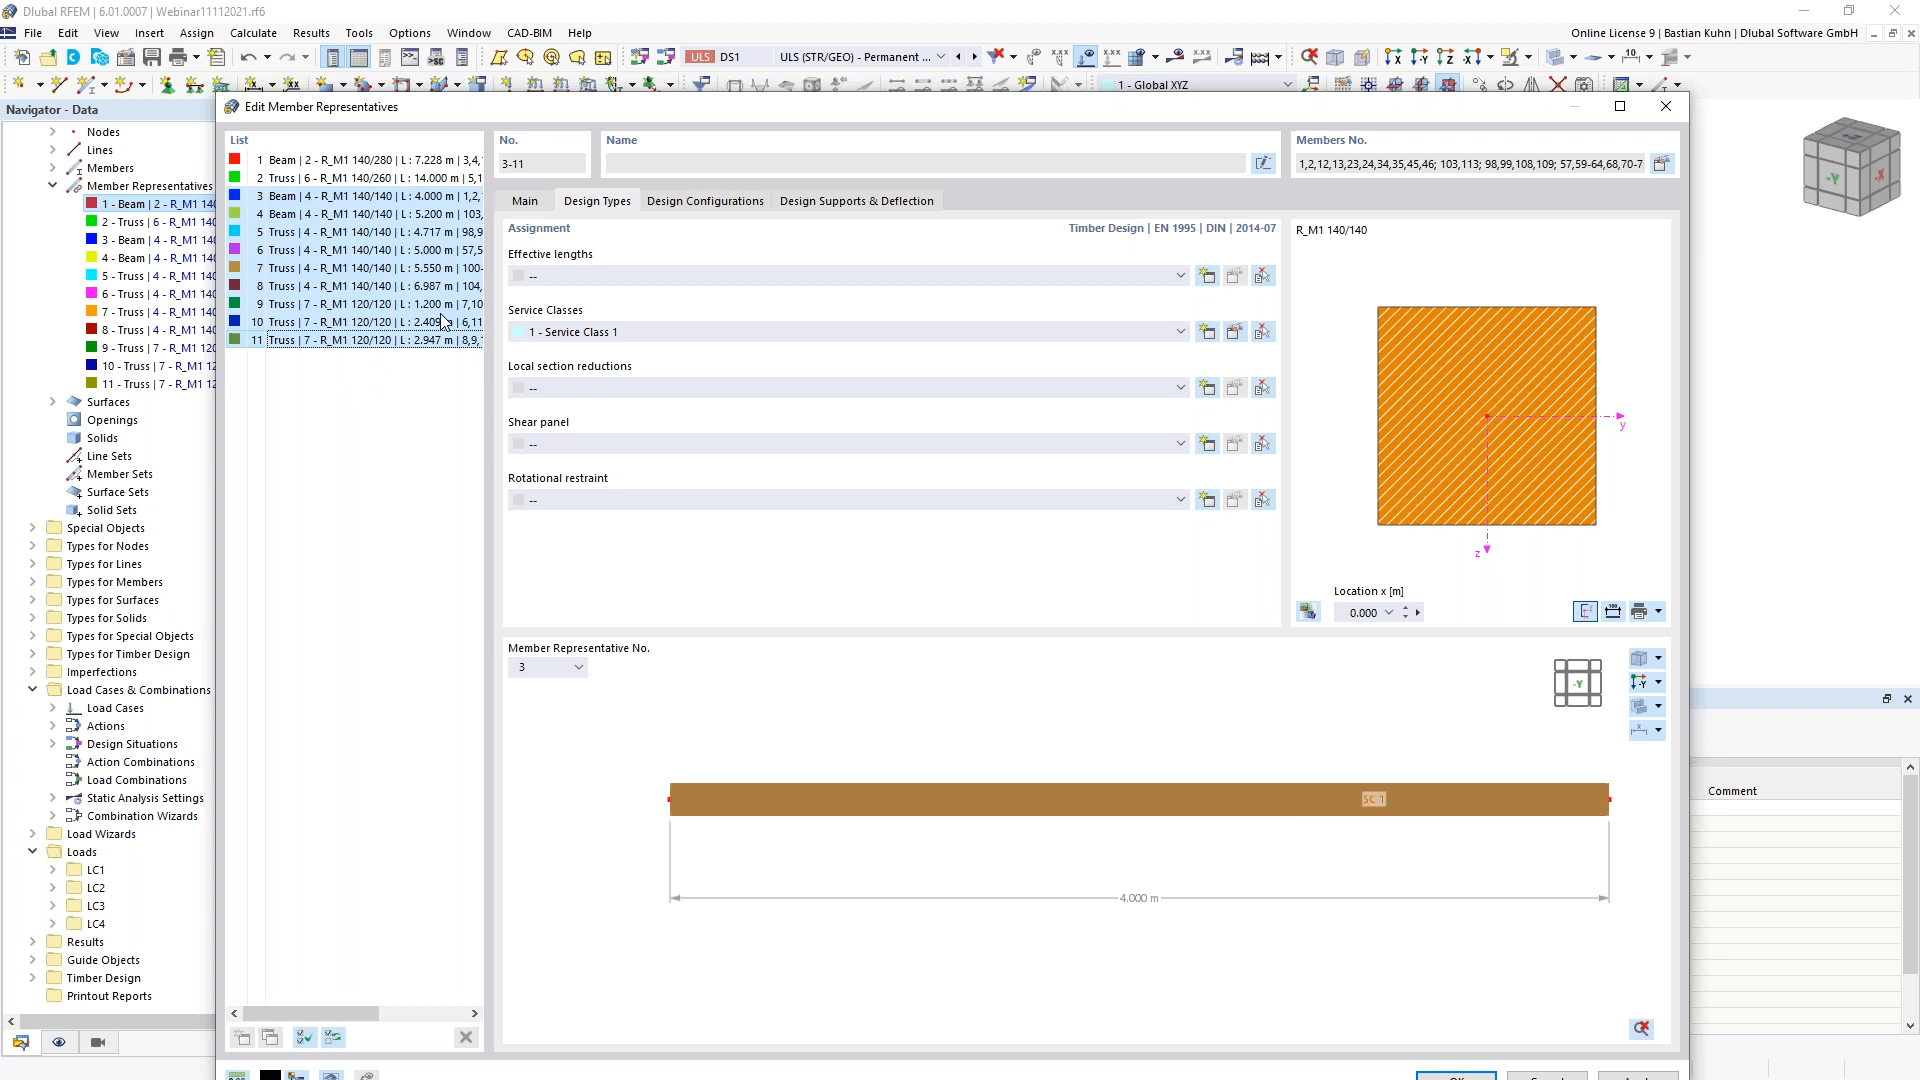 Dlubal RFEM | 6.01.0007 | Webinar11112021.rf6
File Edit View Insert Assign Calculate Results Tools Options Window CAD-BIM Help
Online License 9 | Bastian Kuhn | Dlubal Software GmbH
ULS DS1 ULS (STR/GEO) - Permanent ...
1 - Global XYZ
Navigator - Data
Nodes
Lines
Members
Member Representatives
1 - Beam | 2 - R_M1 140
2 - Truss | 6 - R_M1 140
3 - Beam | 4 - R_M1 140
4 - Beam | 4 - R_M1 140
5 - Truss | 4 - R_M1 140
6 - Truss | 4 - R_M1 140
7 - Truss | 4 - R_M1 140
8 - Truss | 4 - R_M1 140
9 - Truss | 7 - R_M1 120
10 - Truss | 7 - R_M1 12
11 - Truss | 7 - R_M1 12
Surfaces
Openings
Solids
Line Sets
Member Sets
Surface Sets
Solid Sets
Special Objects
Types for Nodes
Types for Lines
Types for Members
Types for Surfaces
Types for Solids
Types for Special Objects
Types for Timber Design
Imperfections
Load Cases & Combinations
Load Cases
Actions
Design Situations
Action Combinations
Load Combinations
Static Analysis Settings
Combination Wizards
Load Wizards
Loads
LC1
LC2
LC3
LC4
Results
Guide Objects
Timber Design
Printout Reports
Edit Member Representatives
List
1 Beam | 2 - R_M1 140/280 | L : 7.228 m | 3,4,
2 Truss | 6 - R_M1 140/260 | L : 14.000 m | 5,1
3 Beam | 4 - R_M1 140/140 | L : 4.000 m | 1,2,
4 Beam | 4 - R_M1 140/140 | L : 5.200 m | 103,
5 Truss | 4 - R_M1 140/140 | L : 4.717 m | 98,9
6 Truss | 4 - R_M1 140/140 | L : 5.000 m | 57,5
7 Truss | 4 - R_M1 140/140 | L : 5.550 m | 100-
8 Truss | 4 - R_M1 140/140 | L : 6.987 m | 104,
9 Truss | 7 - R_M1 120/120 | L : 1.200 m | 7,10
10 Truss | 7 - R_M1 120/120 | L : 2.409 | 6,11
11 Truss | 7 - R_M1 120/120 | L : 2.947 m | 8,9,
No.
3-11
Name
Members No.
1,2,12,13,23,24,34,35,45,46; 103,113; 98,99,108,109; 57,59-64,68,70-7
Main Design Types Design Configurations Design Supports & Deflection
Assignment Timber Design | EN 1995 | DIN | 2014-07
Effective lengths
--
Service Classes
1 - Service Class 1
Local section reductions
--
Shear panel
--
Rotational restraint
--
R_M1 140/140
y
z
Location x [m]
0.000
Member Representative No.
3
-Y
SC 1
4.000 m
-Y -X
Comment